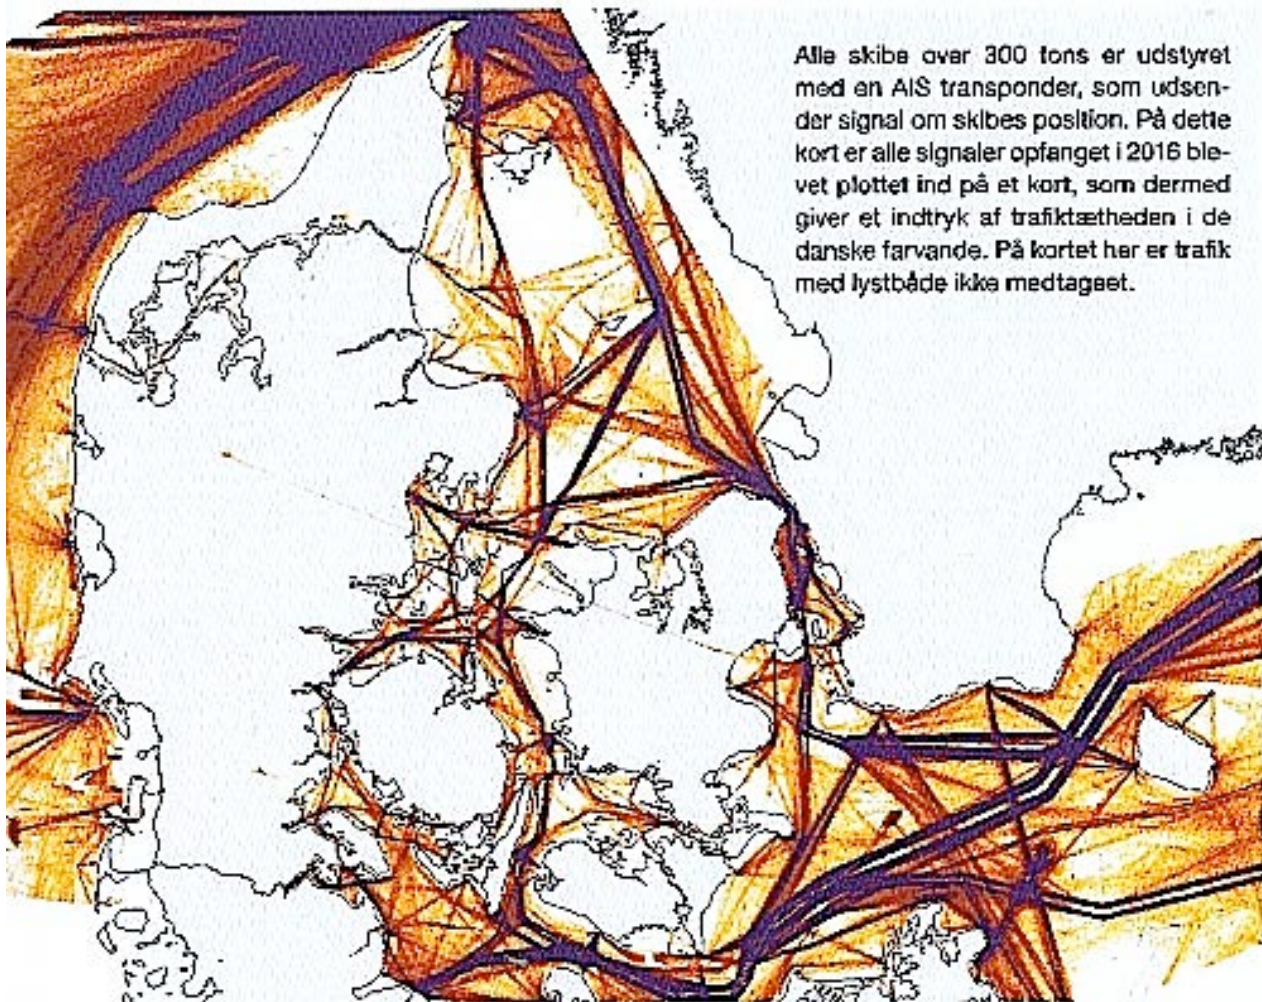 Alle skibe over 300 tons er udstyret
med en AIS transponder, som udsen-
der signal om skibes position. På dette
kort er alle signaler opfanget i 2016 ble-
vet plottet ind på et kort, som dermed
giver et indtryk af trafiktætheden i de
danske farvande. På kortet her er trafik
med lystbåde ikke medtaget.